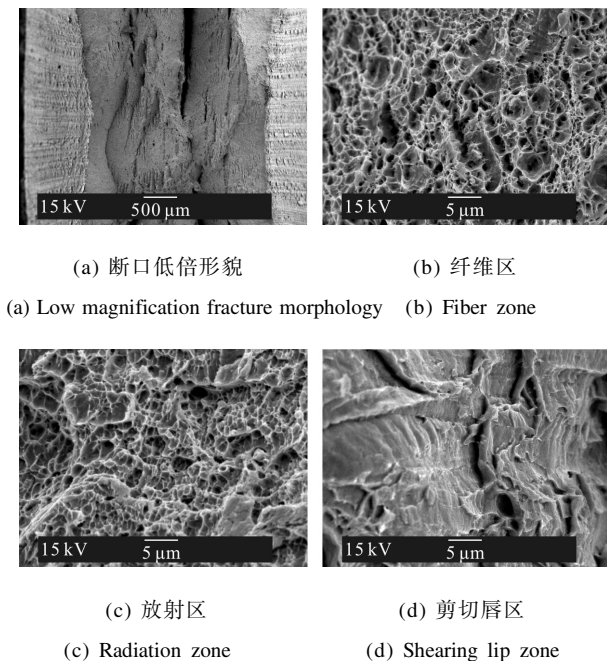 15 kV 500 μm
15 kV 5 μm
(a) 断口低倍形貌
(b) 纤维区
(a) Low magnification fracture morphology
(b) Fiber zone
15 kV 5 μm
15 kV 5 μm
(c) 放射区
(d) 剪切唇区
(c) Radiation zone
(d) Shearing lip zone